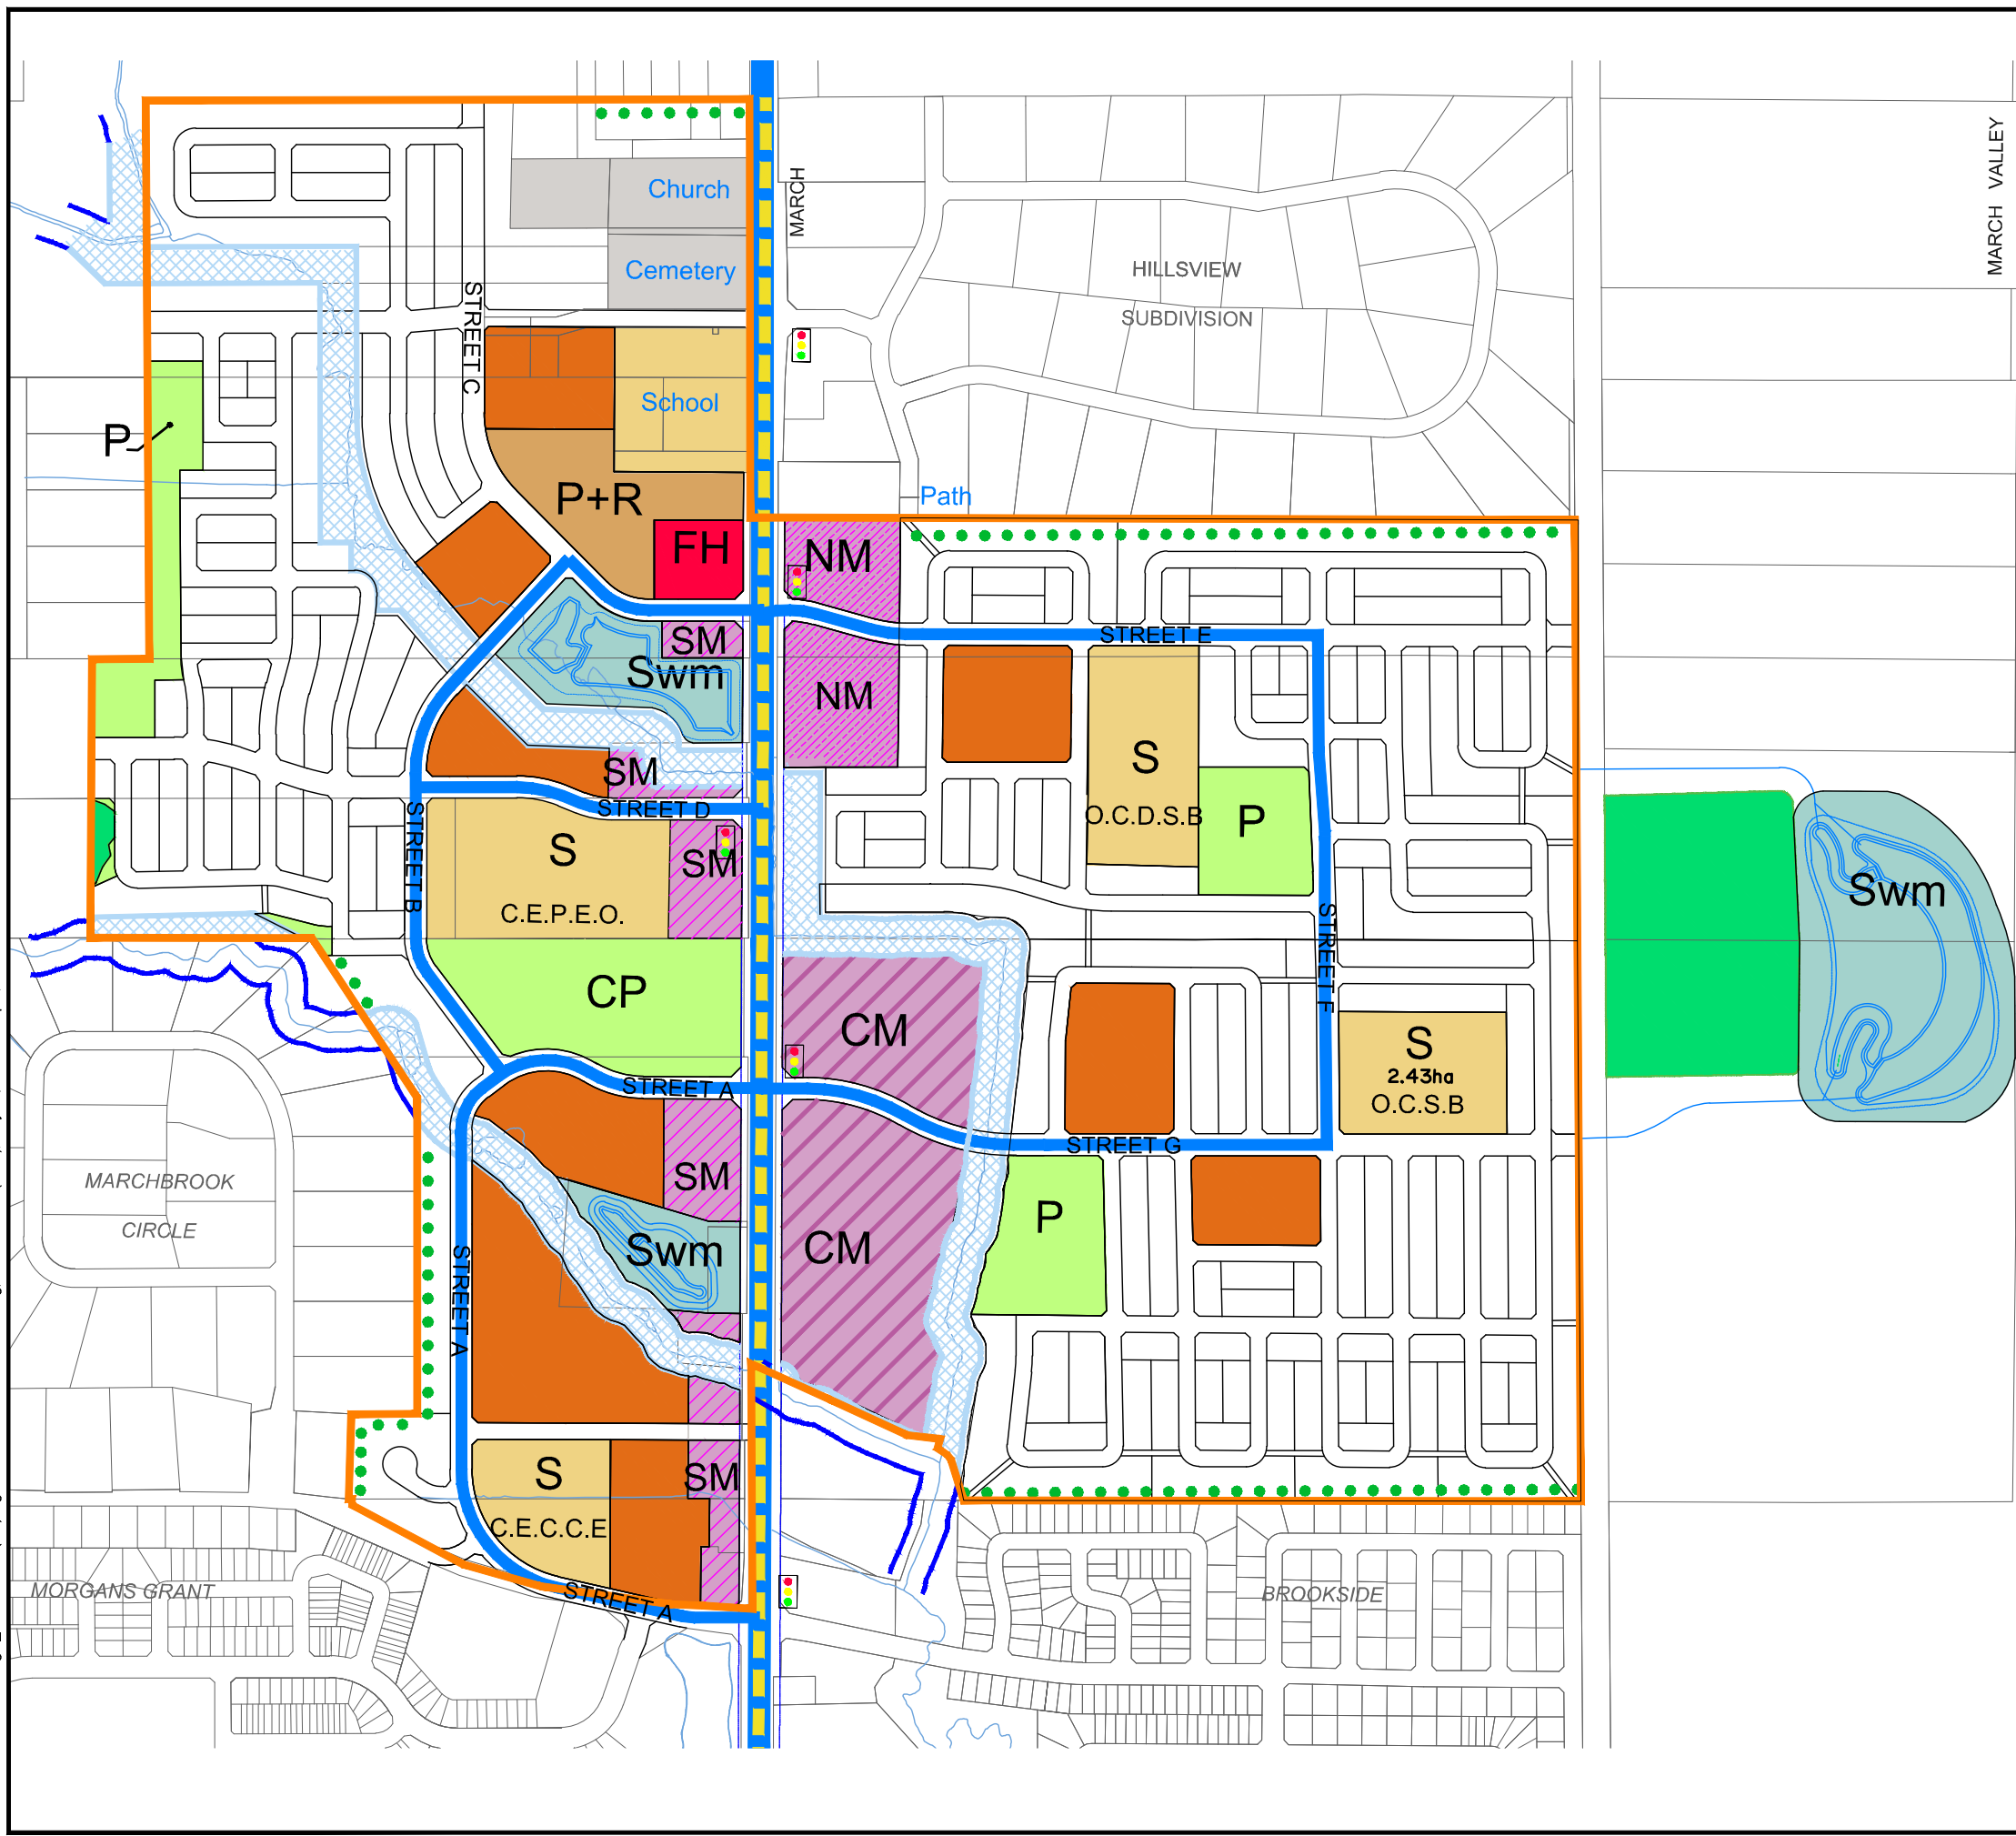 Church
Cemetery
MARCH
MARCH VALLEY
HILLSVIEW
SUBDIVISION
STREET C
School
P
P+R
Path
FH
NM
SM
STREET E
Swm
NM
SM
S
O.C.D.S.B
P
STREET D
STREET B
S
C.E.P.E.O.
SM
Swm
STREET F
CP
CM
S
2.43ha
O.C.S.B
STREET A
STREET G
MARCHBROOK
CIRCLE
SM
P
Swm
CM
STREET A
S
C.E.C.C.E
SM
MORGANS GRANT
STREET A
BROOKSIDE